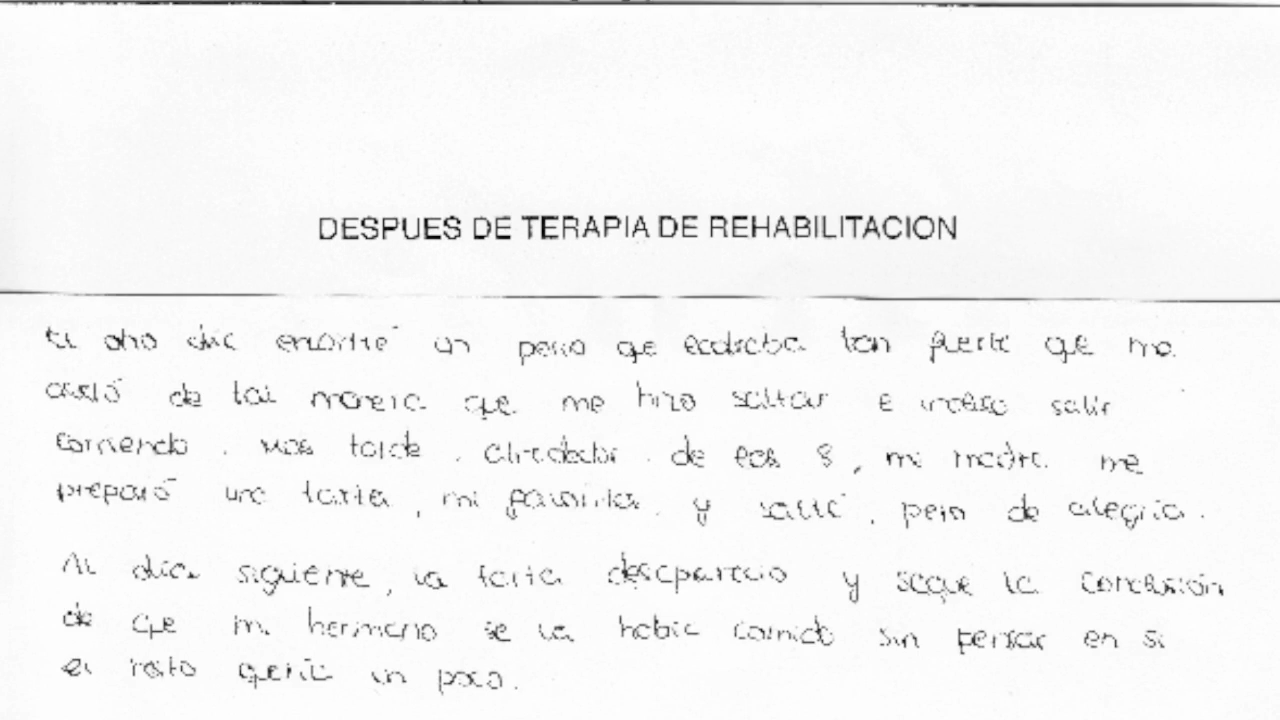 DESPUES DE TERAPIA DE REHABILITACION
El otro día encontré un perro que ladraba tan fuerte que me
asustó de tal manera que me hizo saltar e incluso salir
corriendo. Mas tarde, alrededor de las 8, mi madre me
preparó una tarta, mi favorita, y salté, pero de alegría.
Al día siguiente, la tarta desapareció y saque la conclusión
de que mi hermano se la había comido sin pensar en si
el resto quería un poco.